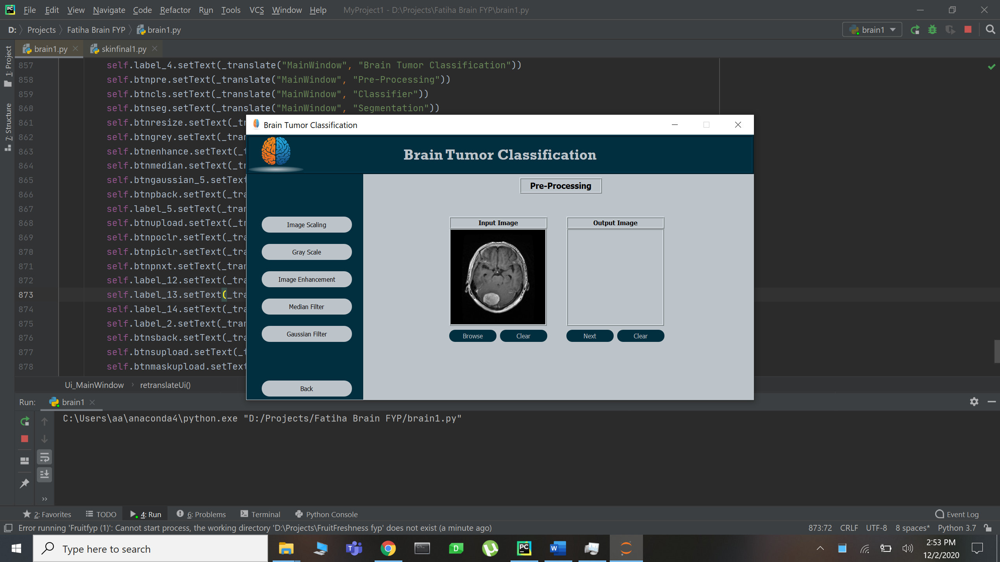 File Edit View Navigate Code Refactor Run Tools VCS Window Help MyProject1 - D:\Projects\Fatiha Brain FYP\brain1.py
D: Projects Fatiha Brain FYP brain1.py brain1
brain1.py skinfinal1.py
1: Project
7: Structure
857 self.label_4.setText(_translate("MainWindow", "Brain Tumor Classification"))
858 self.btnpre.setText(_translate("MainWindow", "Pre-Processing"))
859 self.btncls.setText(_translate("MainWindow", "Classifier"))
860 self.btnseg.setText(_translate("MainWindow", "Segmentation"))
861 self.btnresize.setText(_tr
862 self.btngrey.setText(_tran
863 self.btnenhance.setText(_t
864 self.btnmedian.setText(_tr
865 self.btngaussian_5.setText
866 self.btnpback.setText(_tra
867 self.label_5.setText(_tran
868 self.btnupload.setText(_tr
869 self.btnpoclr.setText(_tra
870 self.btnpiclr.setText(_tra
871 self.btnpnxt.setText(_tran
872 self.label_12.setText(_tra
873 self.label_13.setText(_tra
874 self.label_14.setText(_tra
875 self.label_2.setText(_tran
876 self.btnsback.setText(_tra
877 self.btnsupload.setText(_t
878 self.btnmaskupload.setText
Brain Tumor Classification
Brain Tumor Classification
Pre-Processing
Image Scaling
Gray Scale
Image Enhancement
Median Filter
Gaussian Filter
Back
Input Image Output Image
Browse Clear Next Clear
Ui_MainWindow retranslateUi()
Run: brain1
C:\Users\aa\anaconda4\python.exe "D:/Projects/Fatiha Brain FYP/brain1.py"
2: Favorites TODO 4: Run 6: Problems Terminal Python Console Event Log
Error running 'Fruitfyp (1)': Cannot start process, the working directory 'D:\Projects\FruitFreshness fyp' does not exist (a minute ago) 873:72 CRLF UTF-8 8 spaces* Python 3.7
Type here to search
2:53 PM
12/2/2020